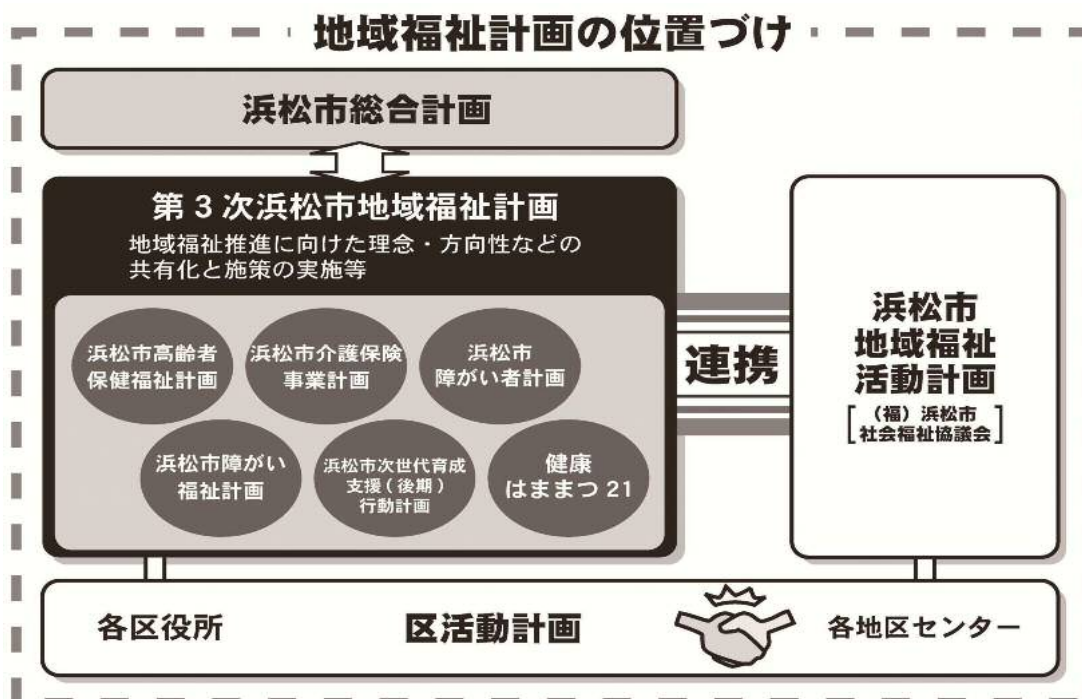 地域福祉計画の位置づけ
浜松市総合計画
第3次浜松市地域福祉計画
地域福祉推進に向けた理念・方向性などの
共有化と施策の実施等
浜松市高齢者
保健福祉計画
浜松市介護保険
事業計画
浜松市
障がい者計画
浜松市障がい
福祉計画
浜松市次世代育成
支援(後期)
行動計画
健康
はままつ21
連携
浜松市
地域福祉
活動計画
[(福)浜松市
社会福祉協議会]
各区役所
区活動計画
各地区センター